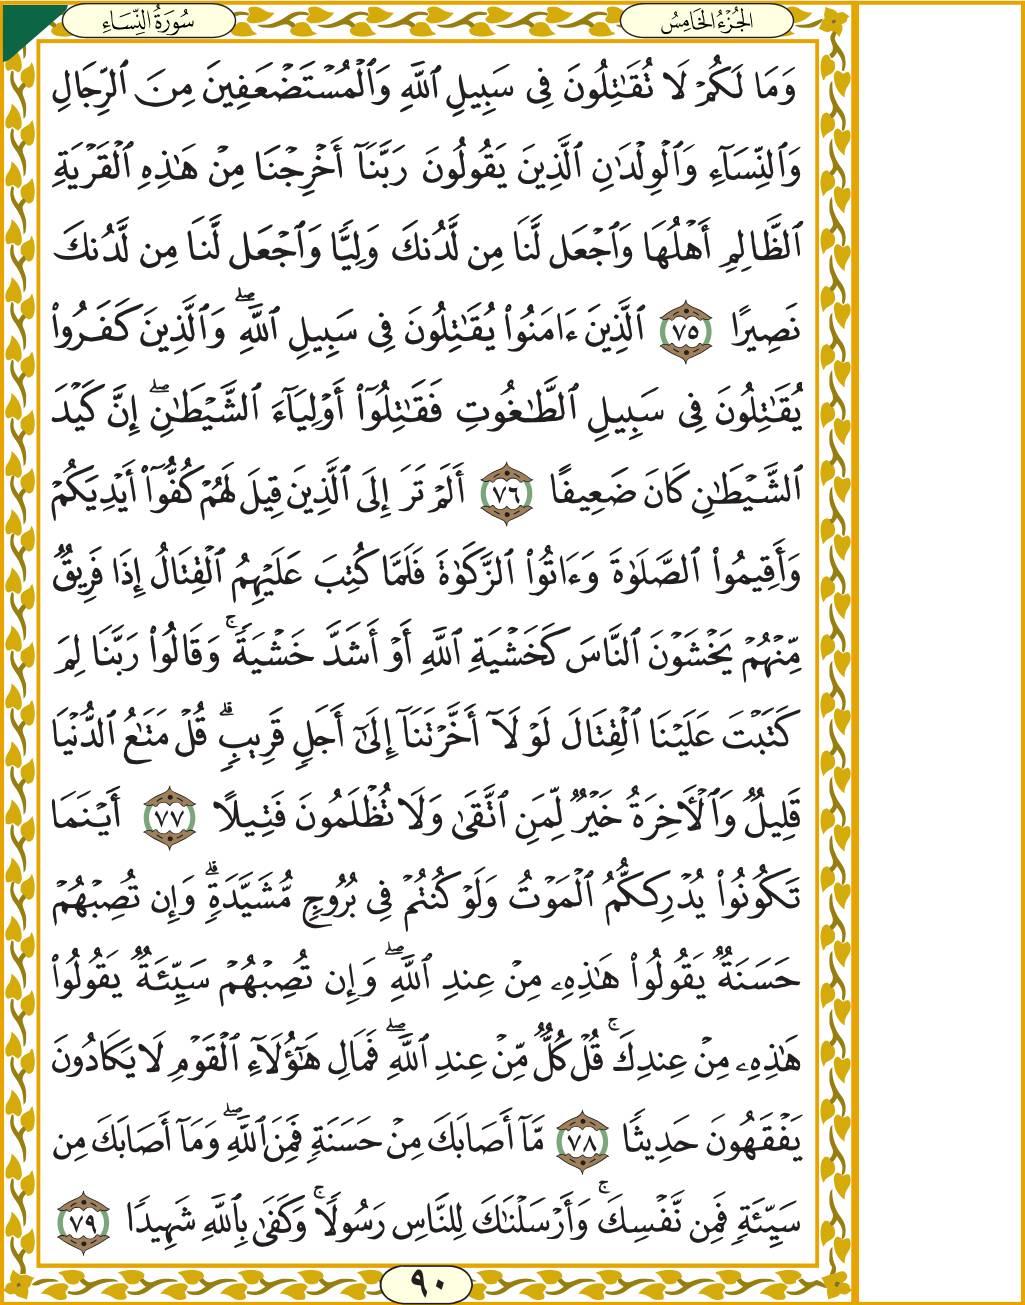 الجُزْءُ الخَامِسُ
سُورَةُ النِّسَاءِ
وَمَا لَكُمْ لَا تُقَٰتِلُونَ فِى سَبِيلِ ٱللَّهِ وَٱلْمُسْتَضْعَفِينَ مِنَ ٱلرِّجَالِ
وَٱلنِّسَآءِ وَٱلْوِلْدَٰنِ ٱلَّذِينَ يَقُولُونَ رَبَّنَآ أَخْرِجْنَا مِنْ هَٰذِهِ ٱلْقَرْيَةِ
ٱلظَّالِمِ أَهْلُهَا وَٱجْعَل لَّنَا مِن لَّدُنكَ وَلِيًّا وَٱجْعَل لَّنَا مِن لَّدُنكَ
نَصِيرًا ٧٥ ٱلَّذِينَ ءَامَنُوا۟ يُقَٰتِلُونَ فِى سَبِيلِ ٱللَّهِ ۖ وَٱلَّذِينَ كَفَرُوا۟
يُقَٰتِلُونَ فِى سَبِيلِ ٱلطَّٰغُوتِ فَقَٰتِلُوٓا۟ أَوْلِيَآءَ ٱلشَّيْطَٰنِ ۖ إِنَّ كَيْدَ
ٱلشَّيْطَٰنِ كَانَ ضَعِيفًا ٧٦ أَلَمْ تَرَ إِلَى ٱلَّذِينَ قِيلَ لَهُمْ كُفُّوٓا۟ أَيْدِيَكُمْ
وَأَقِيمُوا۟ ٱلصَّلَوٰةَ وَءَاتُوا۟ ٱلزَّكَوٰةَ فَلَمَّا كُتِبَ عَلَيْهِمُ ٱلْقِتَالُ إِذَا فَرِيقٌ
مِّنْهُمْ يَخْشَوْنَ ٱلنَّاسَ كَخَشْيَةِ ٱللَّهِ أَوْ أَشَدَّ خَشْيَةً ۚ وَقَالُوا۟ رَبَّنَا لِمَ
كَتَبْتَ عَلَيْنَا ٱلْقِتَالَ لَوْلَآ أَخَّرْتَنَآ إِلَىٰٓ أَجَلٍ قَرِيبٍ ۗ قُلْ مَتَٰعُ ٱلدُّنْيَا
قَلِيلٌ وَٱلْءَاخِرَةُ خَيْرٌ لِّمَنِ ٱتَّقَىٰ وَلَا تُظْلَمُونَ فَتِيلًا ٧٧ أَيْنَمَا
تَكُونُوا۟ يُدْرِككُّمُ ٱلْمَوْتُ وَلَوْ كُنتُمْ فِى بُرُوجٍ مُّشَيَّدَةٍ ۗ وَإِن تُصِبْهُمْ
حَسَنَةٌ يَقُولُوا۟ هَٰذِهِۦ مِنْ عِندِ ٱللَّهِ ۖ وَإِن تُصِبْهُمْ سَيِّئَةٌ يَقُولُوا۟
هَٰذِهِۦ مِنْ عِندِكَ ۚ قُلْ كُلٌّ مِّنْ عِندِ ٱللَّهِ ۖ فَمَالِ هَٰٓؤُلَآءِ ٱلْقَوْمِ لَا يَكَادُونَ
يَفْقَهُونَ حَدِيثًا ٧٨ مَّآ أَصَابَكَ مِنْ حَسَنَةٍ فَمِنَ ٱللَّهِ ۖ وَمَآ أَصَابَكَ مِن
سَيِّئَةٍ فَمِن نَّفْسِكَ ۚ وَأَرْسَلْنَٰكَ لِلنَّاسِ رَسُولًا ۚ وَكَفَىٰ بِٱللَّهِ شَهِيدًا ٧٩
٩٠